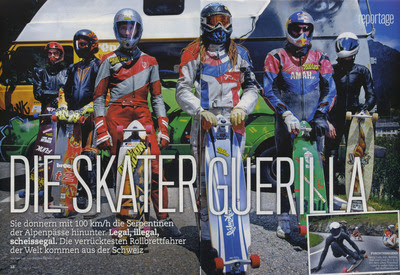 reportage
AMAH.
DIE SKATER GUERILLA
Sie donnern mit 100 km/h die Serpentinen
der Alpenpässe hinunter. Legal, illegal,
scheissegal. Die verrücktesten Rollbrettfahrer
der Welt kommen aus der Schweiz